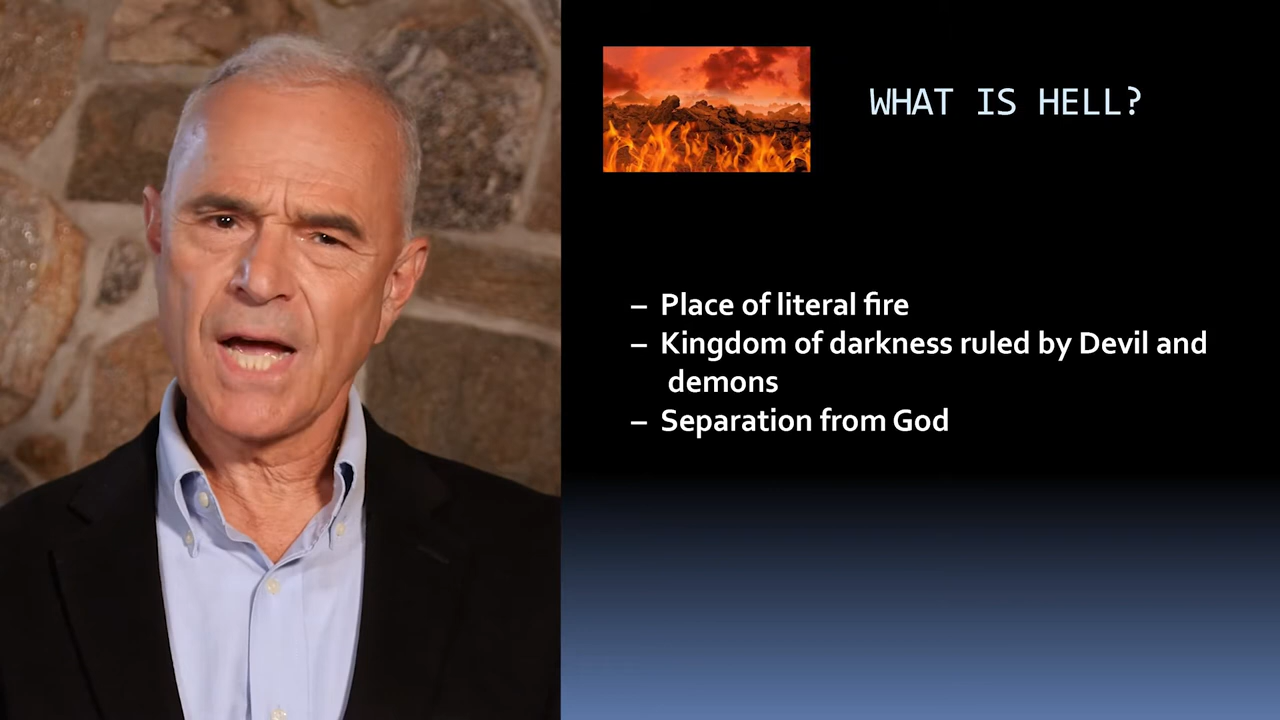 WHAT IS HELL?
– Place of literal fire
– Kingdom of darkness ruled by Devil and
demons
– Separation from God